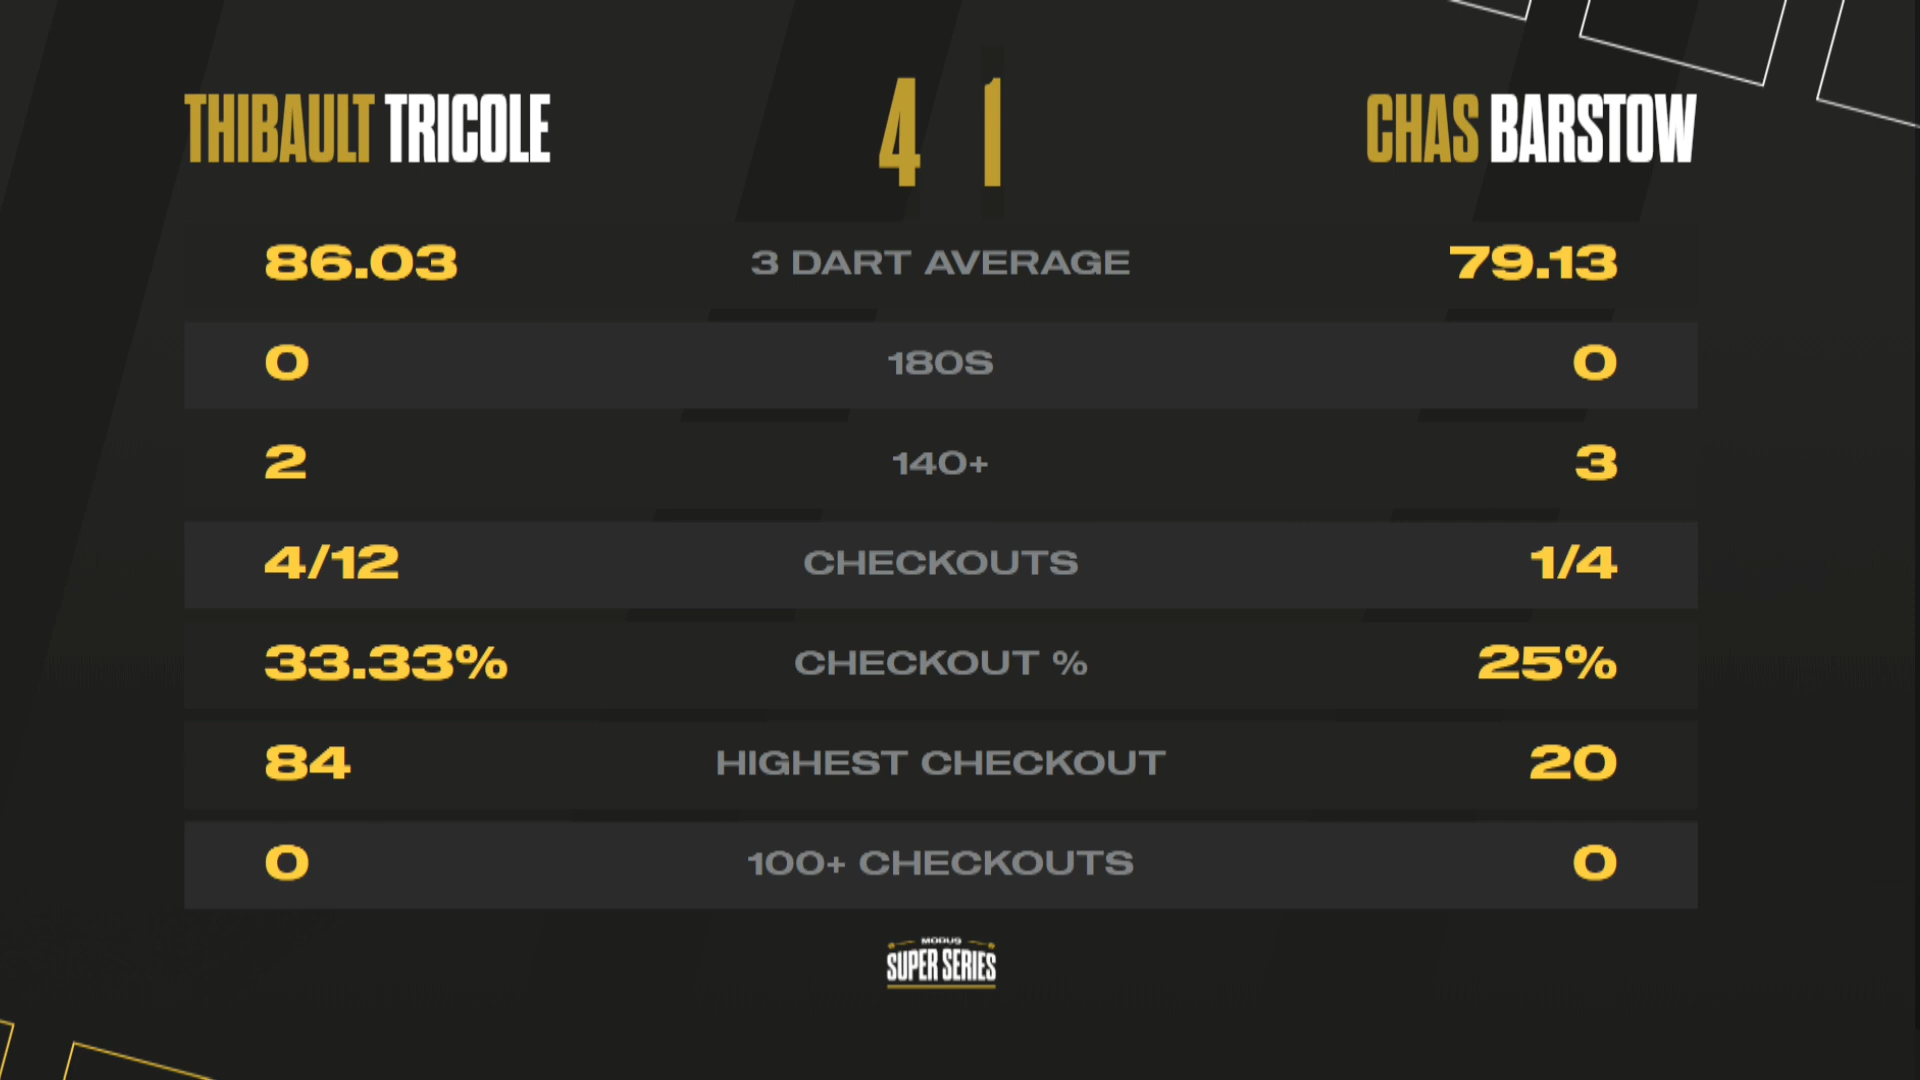 THIBAULT TRICOLE 4 1 CHAS BARSTOW
86.03 3 DART AVERAGE 79.13
0 180S 0
2 140+ 3
4/12 CHECKOUTS 1/4
33.33% CHECKOUT % 25%
84 HIGHEST CHECKOUT 20
0 100+ CHECKOUTS 0
MODUS
SUPER SERIES